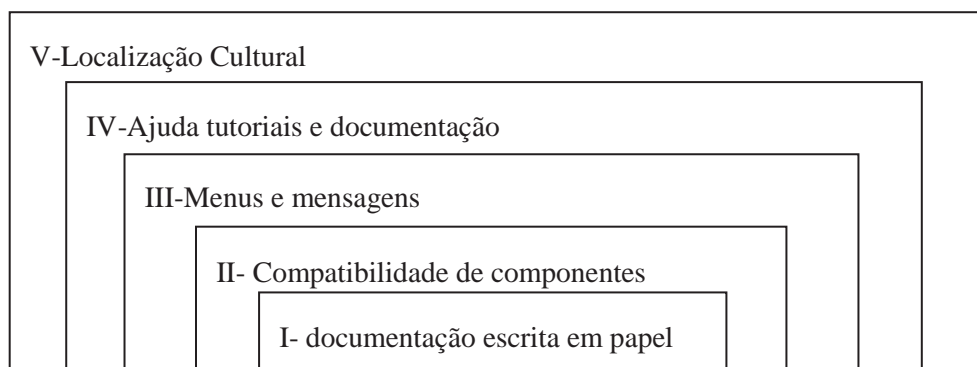 V-Localização Cultural
IV-Ajuda tutoriais e documentação
III-Menus e mensagens
II- Compatibilidade de componentes
I- documentação escrita em papel